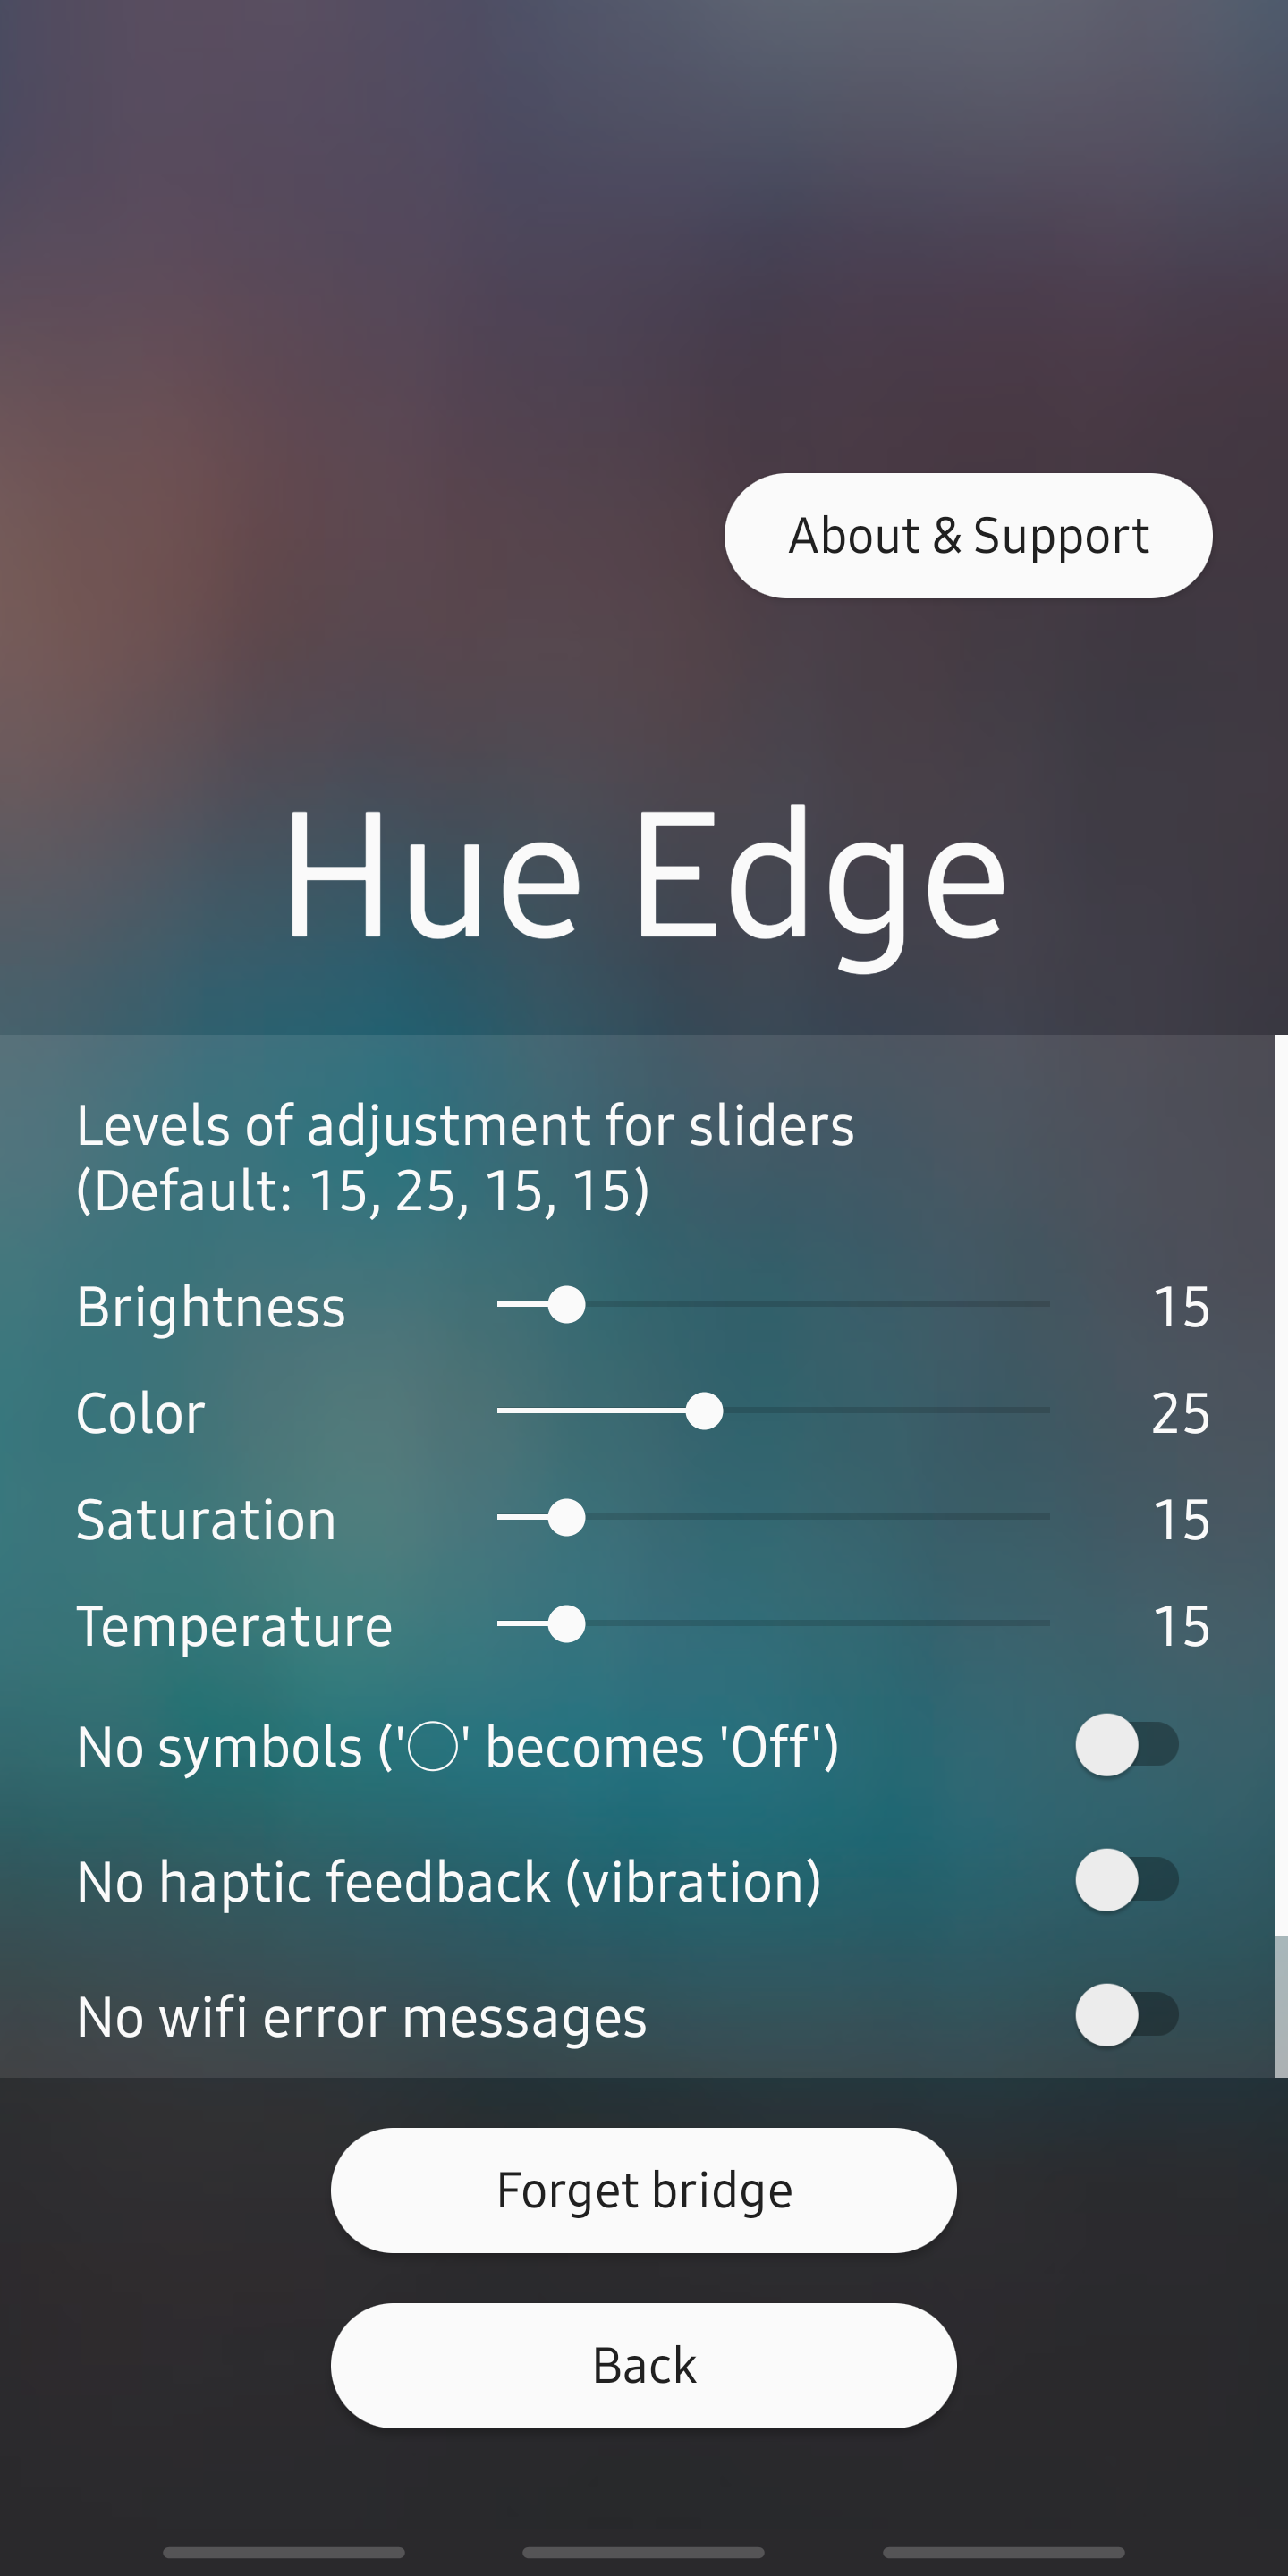 About & Support
Hue Edge
Levels of adjustment for sliders
(Default: 15, 25, 15, 15)
Brightness 15
Color 25
Saturation 15
Temperature 15
No symbols ('◯' becomes 'Off')
No haptic feedback (vibration)
No wifi error messages
Forget bridge
Back